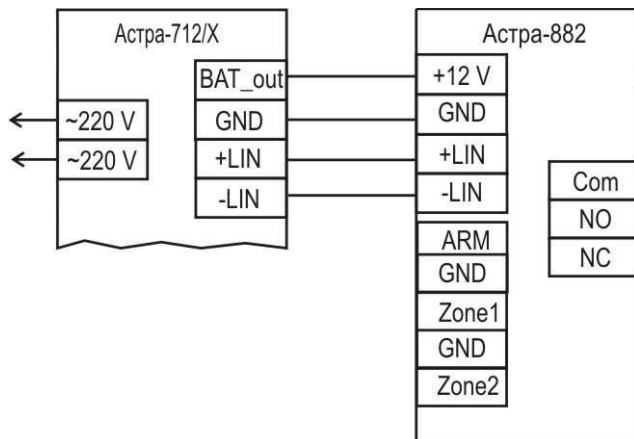 Астра-712/X
BAT_out
~220 V
GND
~220 V
+LIN
-LIN
Астра-882
+12 V
GND
+LIN
-LIN
ARM
GND
Zone1
GND
Zone2
Com
NO
NC